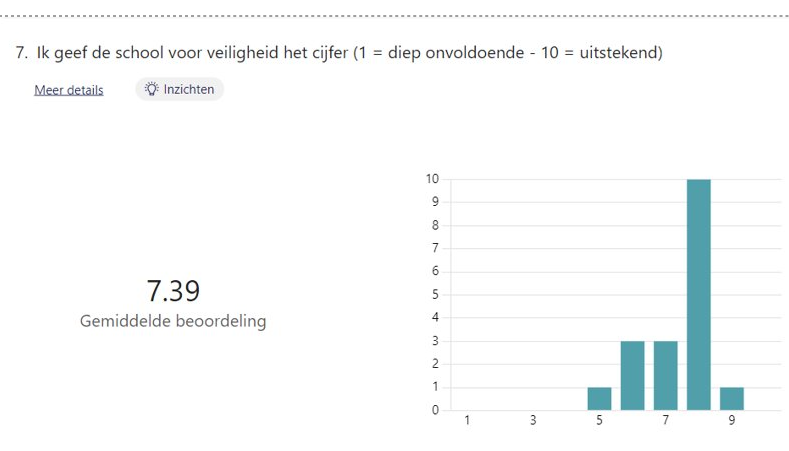 7. Ik geef de school voor veiligheid het cijfer (1 = diep onvoldoende - 10 = uitstekend)
Meer details
Inzichten
7.39
Gemiddelde beoordeling
10
9
8
7
6
5
4
3
2
1
0
1 3 5 7 9